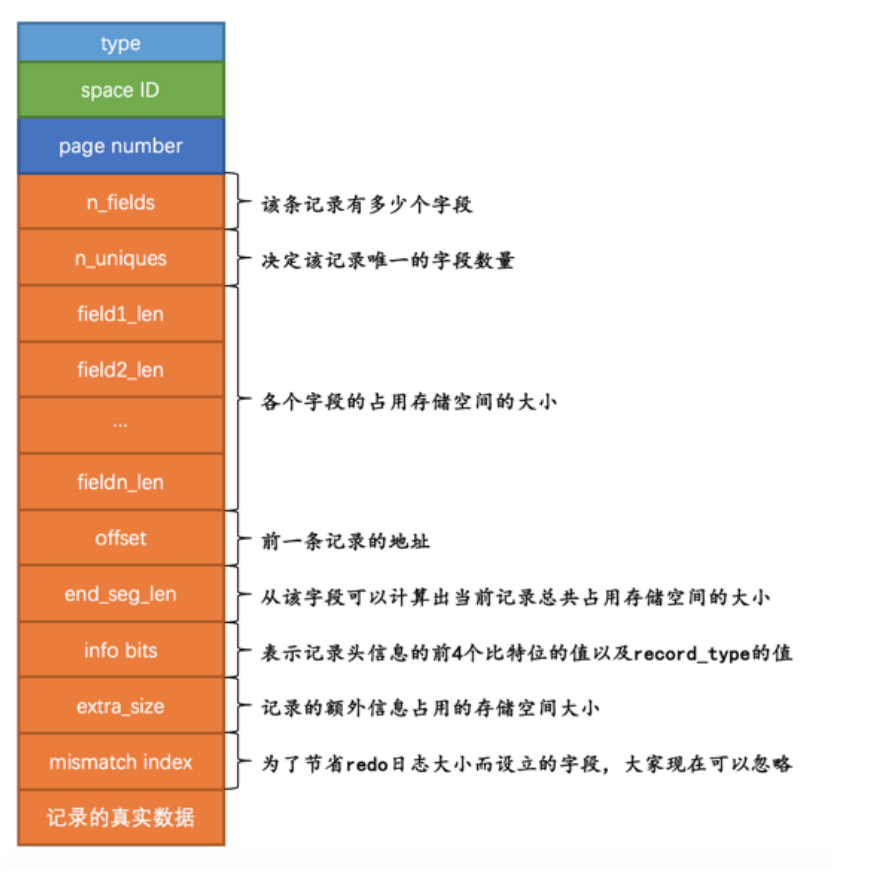 type
space ID
page number
n_fields
该条记录有多少个字段
n_uniques
决定该记录唯一的字段数量
field1_len
field2_len
...
各个字段的占用存储空间的大小
fieldn_len
offset
前一条记录的地址
end_seg_len
从该字段可以计算出当前记录总共占用存储空间的大小
info bits
表示记录头信息的前4个比特位的值以及record_type的值
extra_size
记录的额外信息占用的存储空间大小
mismatch index
为了节省redo日志大小而设立的字段，大家现在可以忽略
记录的真实数据